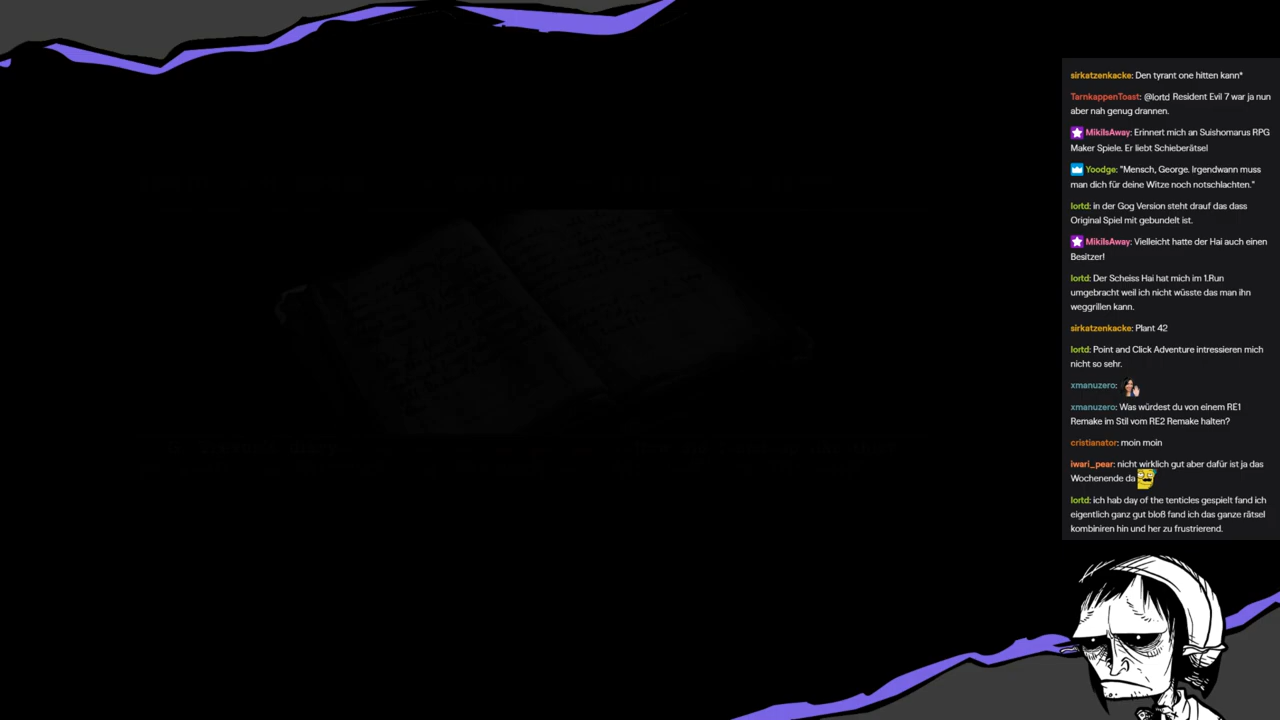 sirkatzenkacke: Den tyrant one hitten kann*
TarnkappenToast: @lortd Resident Evil 7 war ja nun
aber nah genug drannen.
MikilsAway: Erinnert mich an Suishomarus RPG
Maker Spiele. Er liebt Schieberätsel
Yoodge: "Mensch, George. Irgendwann muss
man dich für deine Witze noch notschlachten."
lortd: in der Gog Version steht drauf das dass
Original Spiel mit gebundelt ist.
MikilsAway: Vielleicht hatte der Hai auch einen
Besitzer!
lortd: Der Scheiss Hai hat mich im 1.Run
umgebracht weil ich nicht wüsste das man ihn
weggrillen kann.
sirkatzenkacke: Plant 42
lortd: Point and Click Adventure intressieren mich
nicht so sehr.
xmanuzero:
xmanuzero: Was würdest du von einem RE1
Remake im Stil vom RE2 Remake halten?
cristianator: moin moin
iwari_pear: nicht wirklich gut aber dafür ist ja das
Wochenende da
lortd: ich hab day of the tenticles gespielt fand ich
eigentlich ganz gut bloß fand ich das ganze rätsel
kombiniren hin und her zu frustrierend.